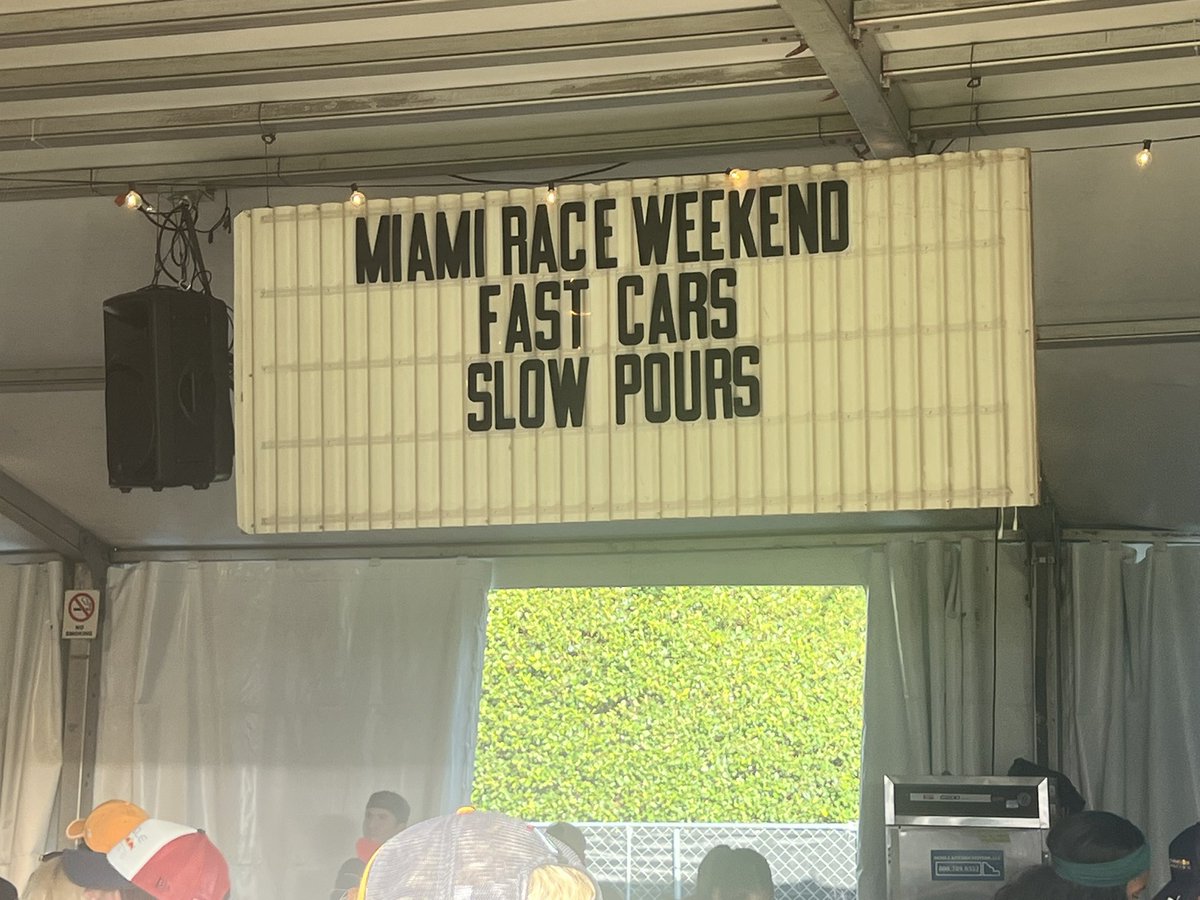 MIAMI RACE WEEKEND
FAST CARS
SLOW POURS
NO
SMOKING